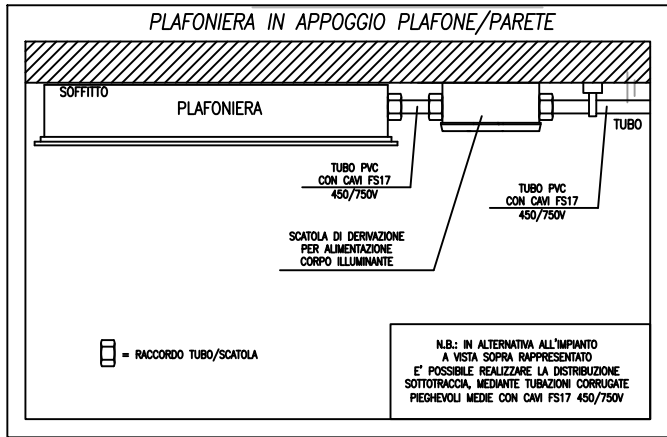 PLAFONIERA IN APPOGGIO PLAFONE/PARETE
SOFFITTO
PLAFONIERA
TUBO
TUBO PVC
CON CAVI FS17
450/750V
TUBO PVC
CON CAVI FS17
450/750V
SCATOLA DI DERIVAZIONE
PER ALIMENTAZIONE
CORPO ILLUMINANTE
= RACCORDO TUBO/SCATOLA
N.B.: IN ALTERNATIVA ALL'IMPIANTO
A VISTA SOPRA RAPPRESENTATO
E' POSSIBILE REALIZZARE LA DISTRIBUZIONE
SOTTOTRACCIA, MEDIANTE TUBAZIONI CORRUGATE
PIEGHEVOLI MEDIE CON CAVI FS17 450/750V